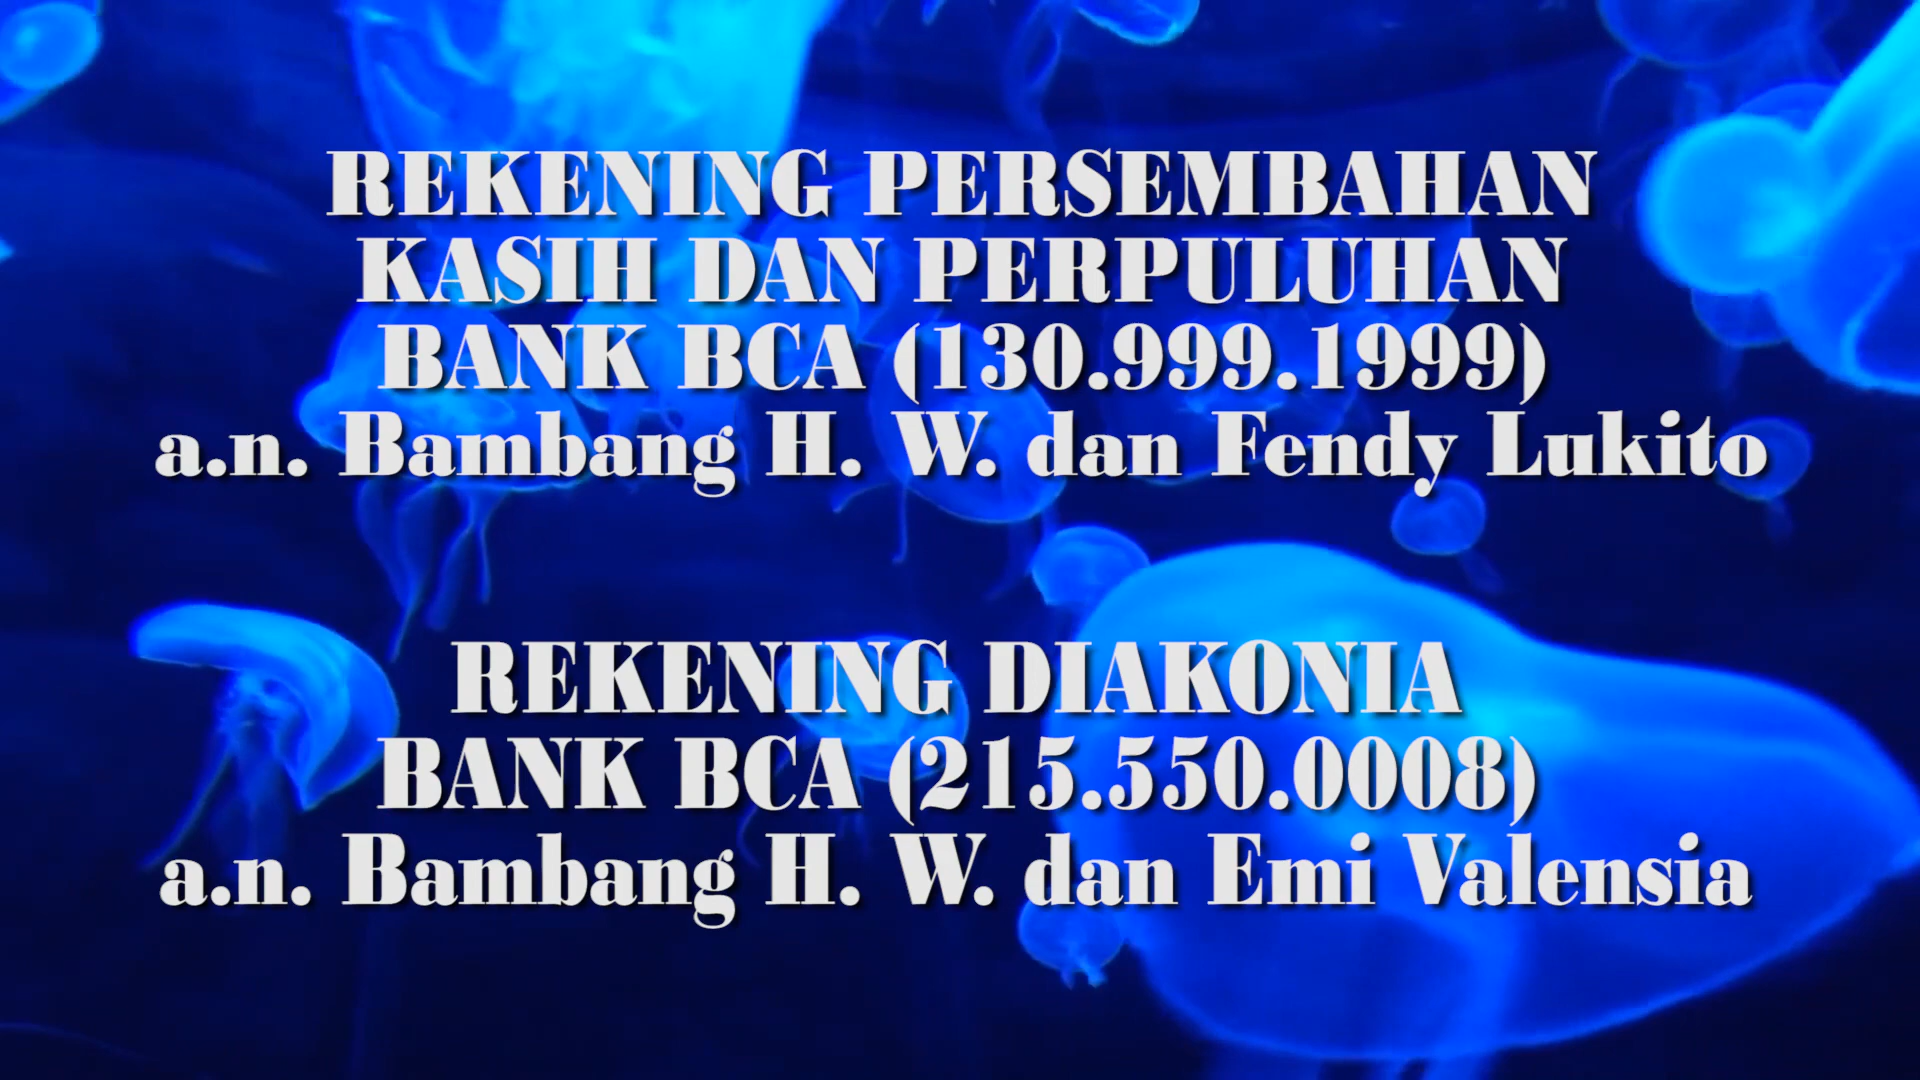 REKENING PERSEMBAHAN
KASIH DAN PERPULUHAN
BANK BCA (130.999.1999)
a.n. Bambang H. W. dan Fendy Lukito
REKENING DIAKONIA
BANK BCA (215.550.0008)
a.n. Bambang H. W. dan Emi Valensia